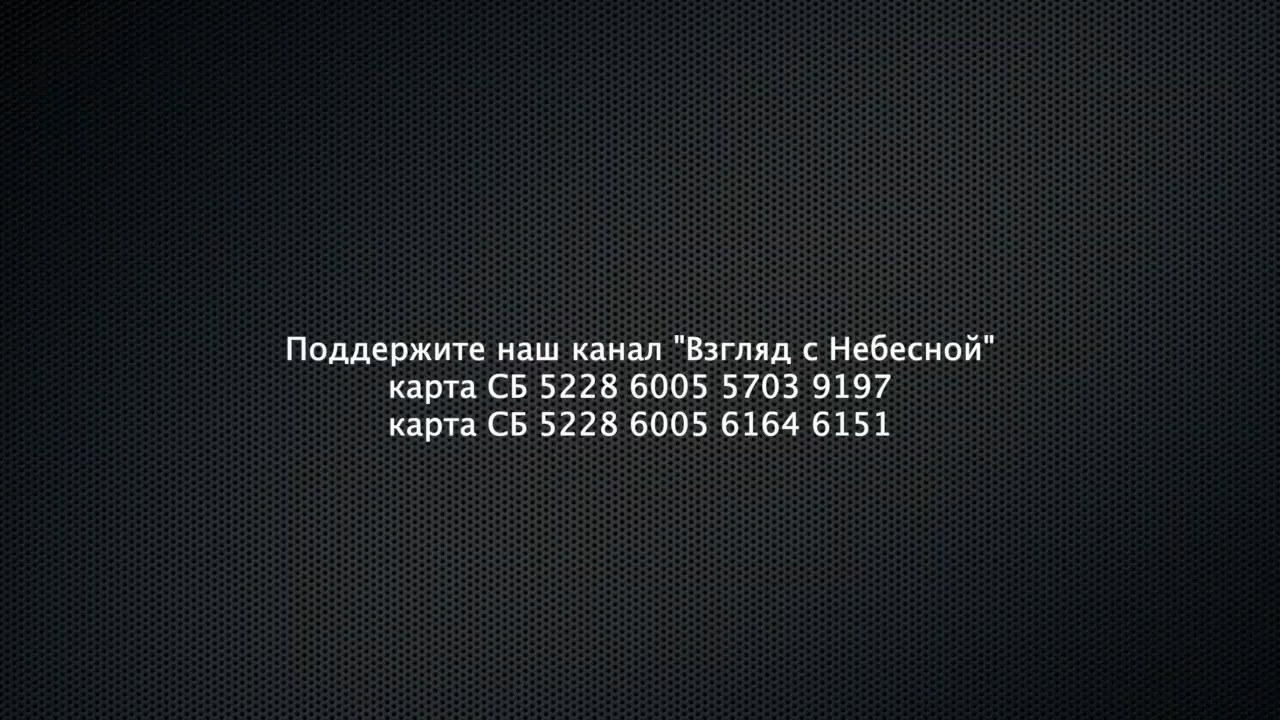 Поддержите наш канал "Взгляд с Небесной"
карта СБ 5228 6005 5703 9197
карта СБ 5228 6005 6164 6151